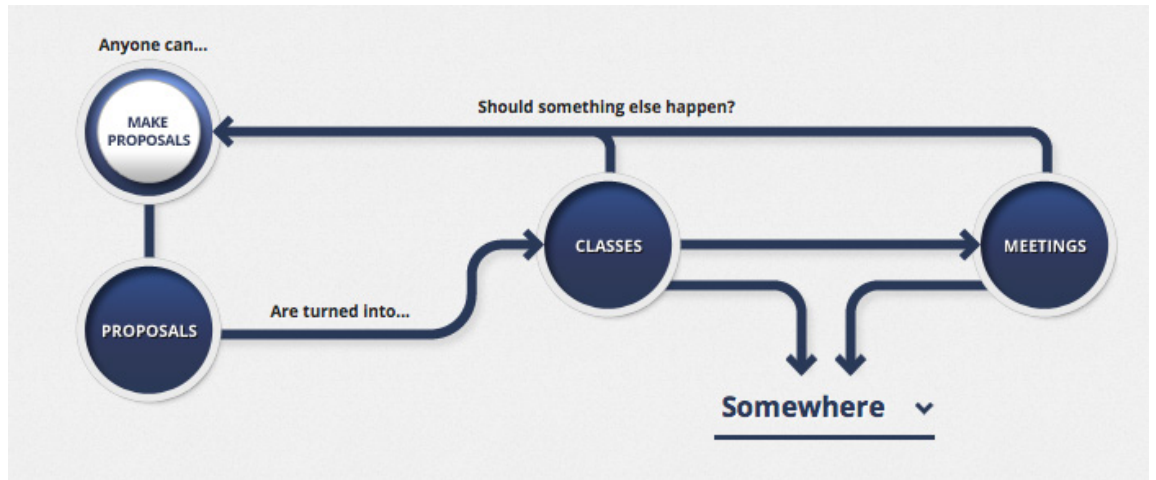 Anyone can...
MAKE
PROPOSALS
Should something else happen?
CLASSES
MEETINGS
PROPOSALS
Are turned into...
Somewhere